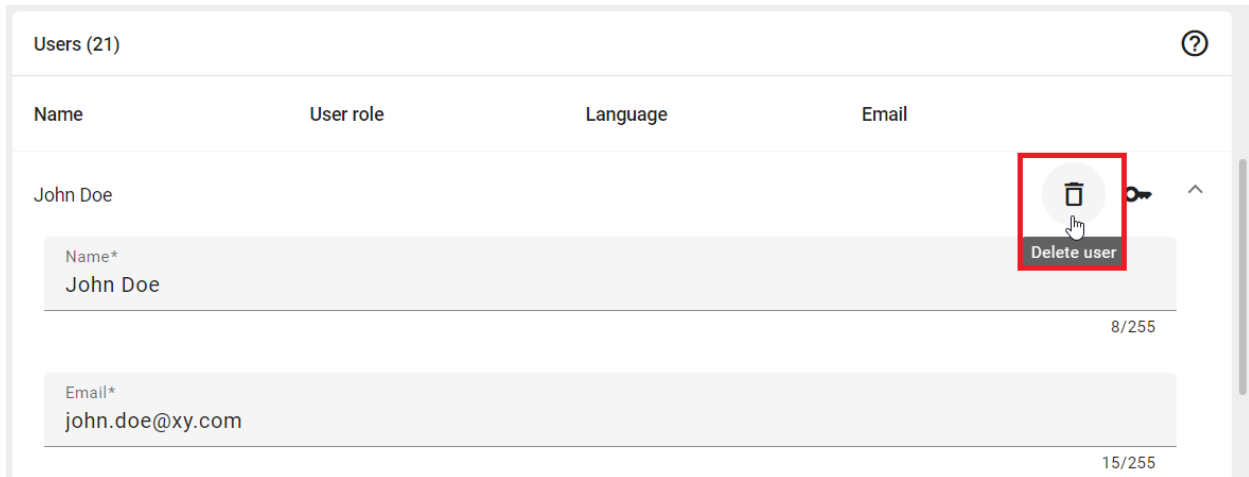 Users (21)
Name User role Language Email
John Doe
Delete user
Name*
John Doe
8/255
Email*
john.doe@xy.com
15/255